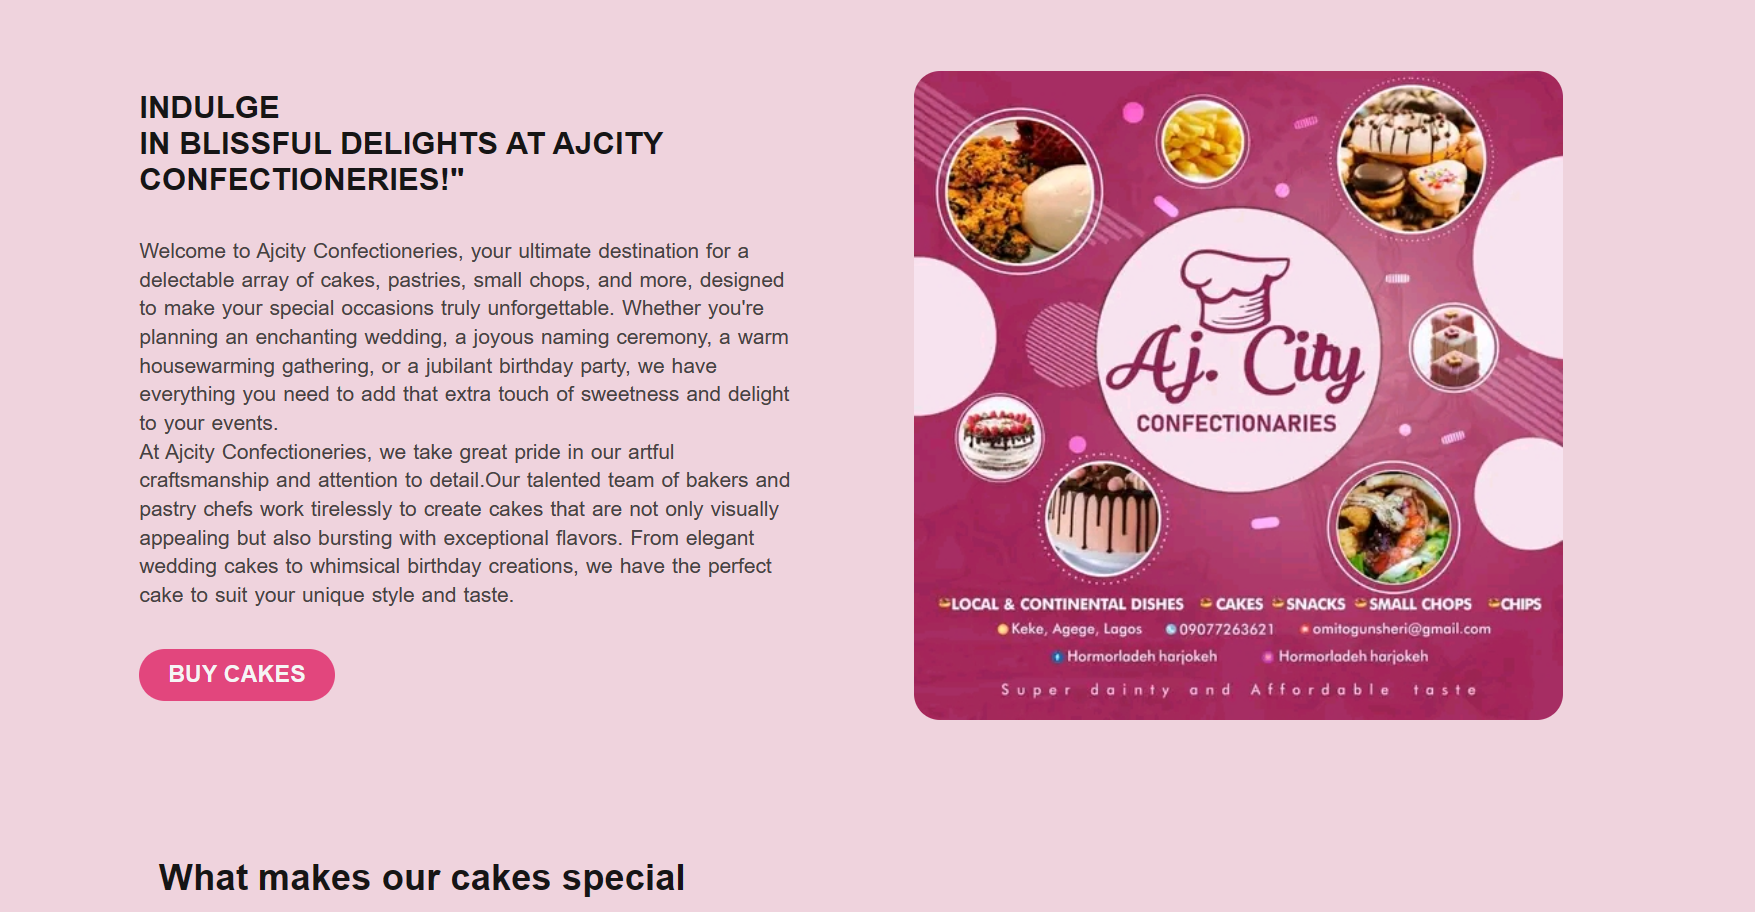 INDULGE
IN BLISSFUL DELIGHTS AT AJCITY
CONFECTIONERIES!"
Welcome to Ajcity Confectioneries, your ultimate destination for a
delectable array of cakes, pastries, small chops, and more, designed
to make your special occasions truly unforgettable. Whether you're
planning an enchanting wedding, a joyous naming ceremony, a warm
housewarming gathering, or a jubilant birthday party, we have
everything you need to add that extra touch of sweetness and delight
to your events.
At Ajcity Confectioneries, we take great pride in our artful
craftsmanship and attention to detail.Our talented team of bakers and
pastry chefs work tirelessly to create cakes that are not only visually
appealing but also bursting with exceptional flavors. From elegant
wedding cakes to whimsical birthday creations, we have the perfect
cake to suit your unique style and taste.
BUY CAKES
Aj. City
CONFECTIONARIES
LOCAL & CONTINENTAL DISHES CAKES SNACKS SMALL CHOPS CHIPS
Keke, Agege, Lagos 09077263621 omitogunsheri@gmail.com
Hormorladeh harjokeh Hormorladeh harjokeh
Super dainty and Affordable taste
What makes our cakes special